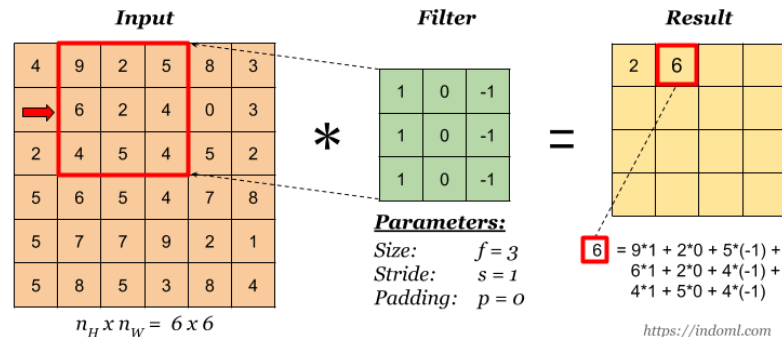 Input Filter Result
4 9 2 5 8 3
6 2 4 0 3
2 4 5 4 5 2
5 6 5 4 7 8
5 7 7 9 2 1
5 8 5 3 8 4
n_H x n_W = 6 x 6
*
1 0 -1
1 0 -1
1 0 -1
Parameters:
Size: f = 3
Stride: s = 1
Padding: p = 0
=
2 6
6 = 9*1 + 2*0 + 5*(-1) +
6*1 + 2*0 + 4*(-1) +
4*1 + 5*0 + 4*(-1)
https://indoml.com